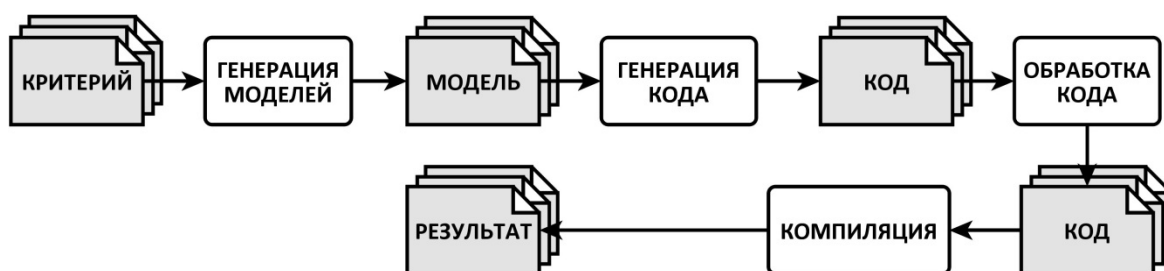 КРИТЕРИЙ
ГЕНЕРАЦИЯ
МОДЕЛЕЙ
МОДЕЛЬ
ГЕНЕРАЦИЯ
КОДА
КОД
ОБРАБОТКА
КОДА
РЕЗУЛЬТАТ
КОМПИЛЯЦИЯ
КОД